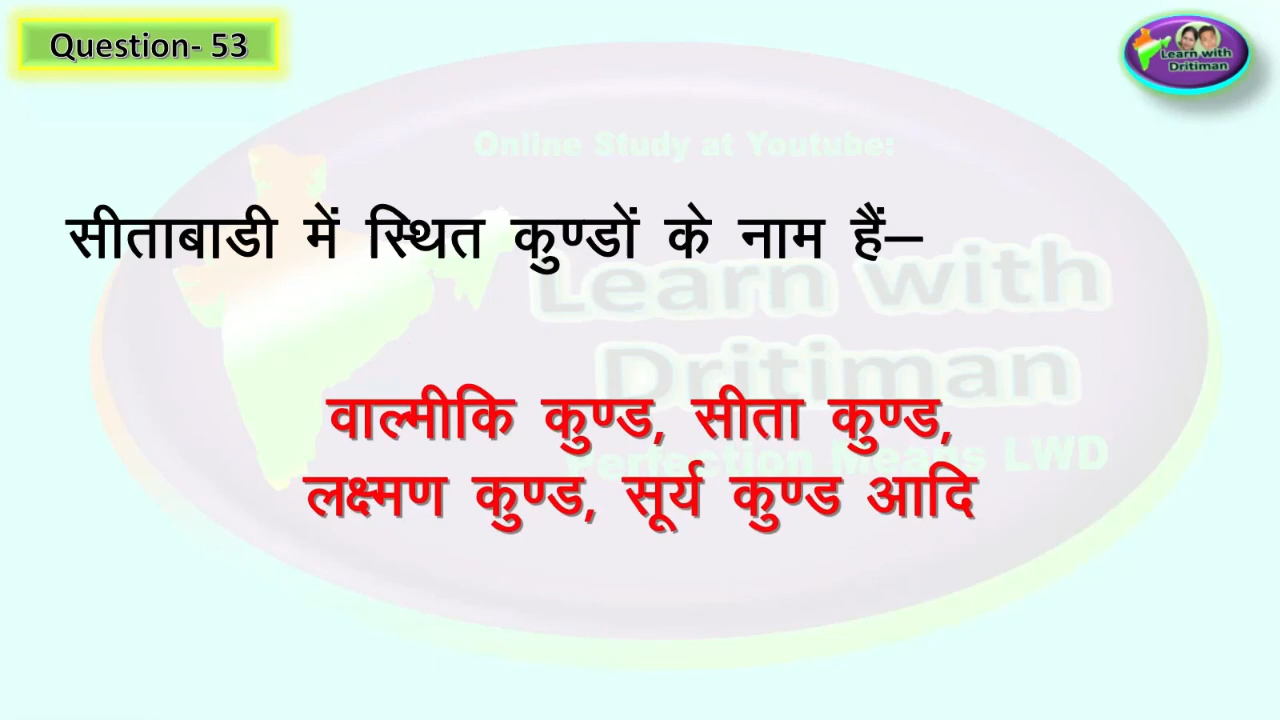 Question- 53
Learn with
Dritiman
Online Study at Youtube:
सीताबाडी में स्थित कुण्डों के नाम हैं–
Learn with
Dritiman
वाल्मीकि कुण्ड, सीता कुण्ड,
Perfection Means LWD
लक्ष्मण कुण्ड, सूर्य कुण्ड आदि